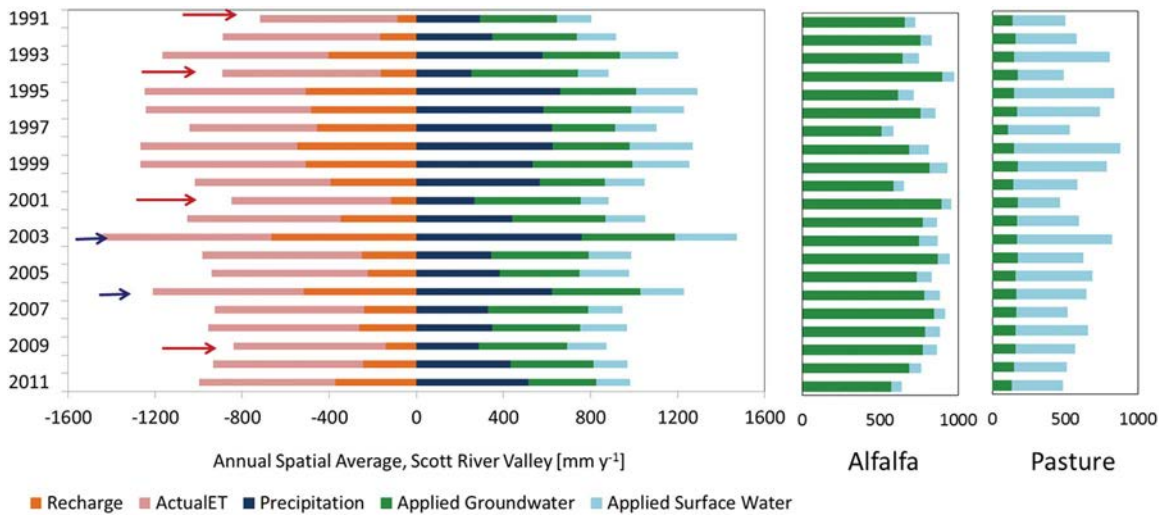 1991
1993
1995
1997
1999
2001
2003
2005
2007
2009
2011
-1600 -1200 -800 -400 0 400 800 1200 1600
0 500 1000
0 500 1000
Annual Spatial Average, Scott River Valley [mm y⁻¹]
Alfalfa
Pasture
Recharge ActualET Precipitation Applied Groundwater Applied Surface Water